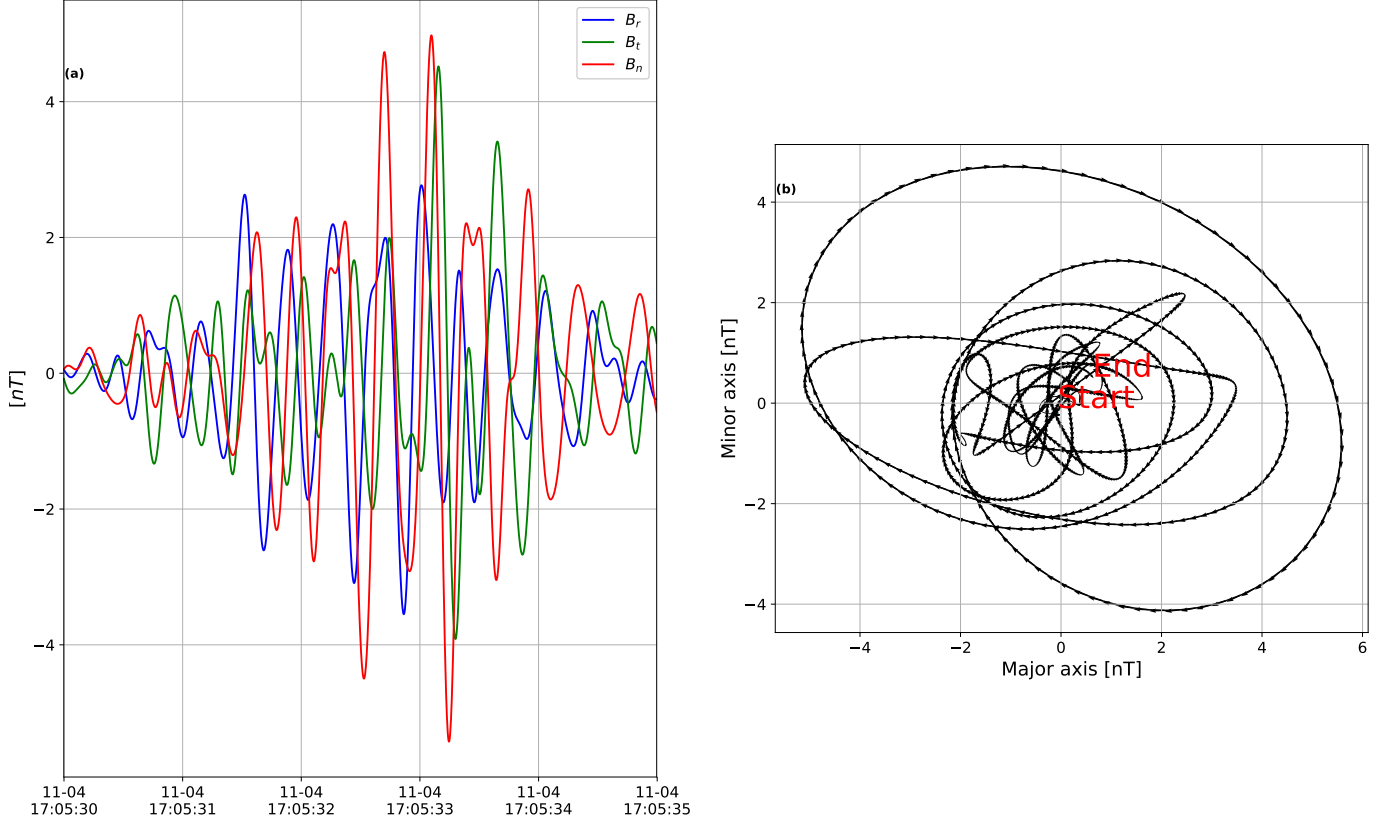 (a)
B_r
B_t
B_n
[nT]
4
2
0
−2
−4
11-04 17:05:30
11-04 17:05:31
11-04 17:05:32
11-04 17:05:33
11-04 17:05:34
11-04 17:05:35
(b)
Minor axis [nT]
4
2
0
−2
−4
End
Start
−4
−2
0
2
4
6
Major axis [nT]